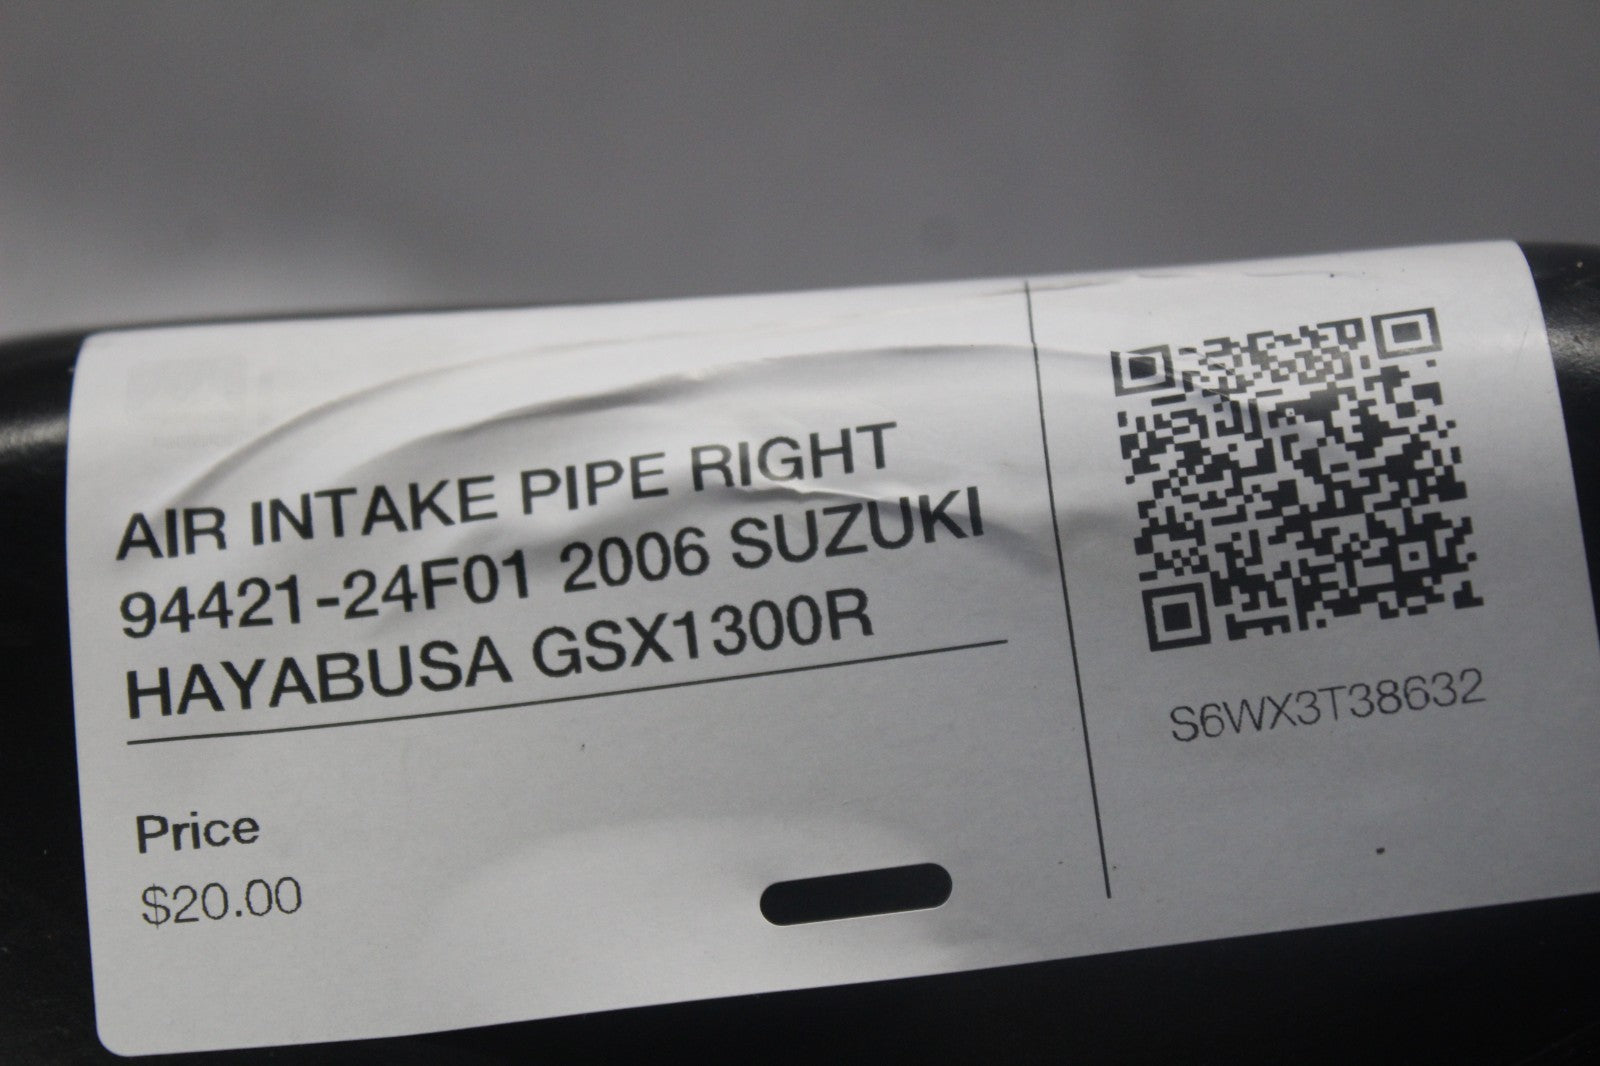 AIR INTAKE PIPE RIGHT
94421-24F01 2006 SUZUKI
HAYABUSA GSX1300R
Price
$20.00
S6WX3T38632